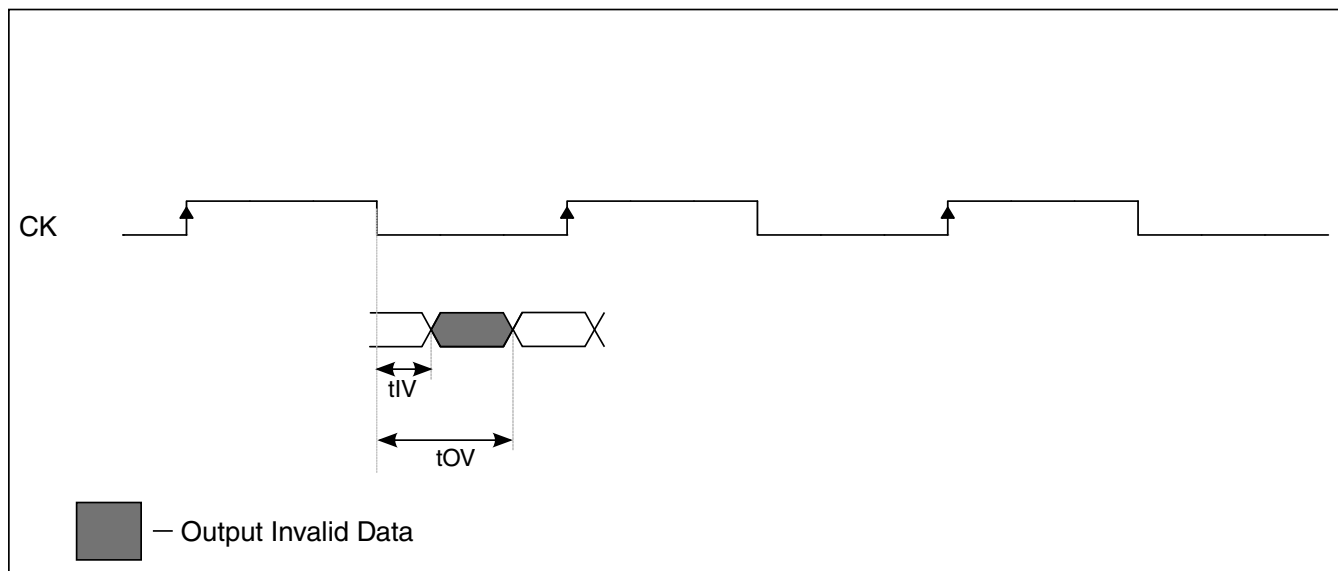 CK
tIV
tOV
– Output Invalid Data